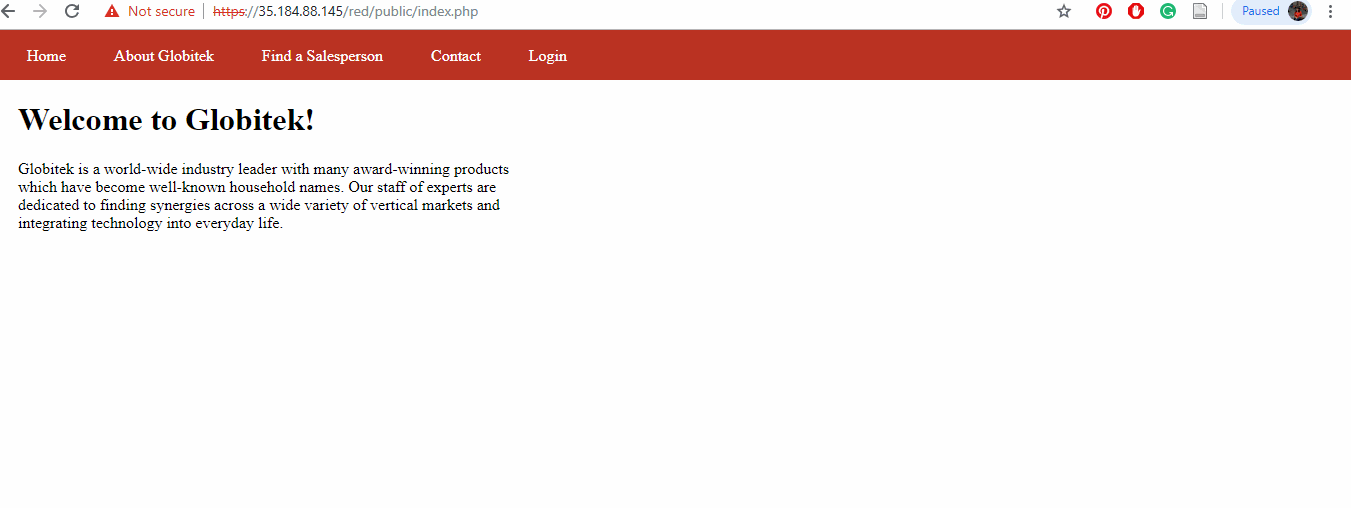 Not secure https://35.184.88.145/red/public/index.php Paused
Home About Globitek Find a Salesperson Contact Login
Welcome to Globitek!
Globitek is a world-wide industry leader with many award-winning products
which have become well-known household names. Our staff of experts are
dedicated to finding synergies across a wide variety of vertical markets and
integrating technology into everyday life.